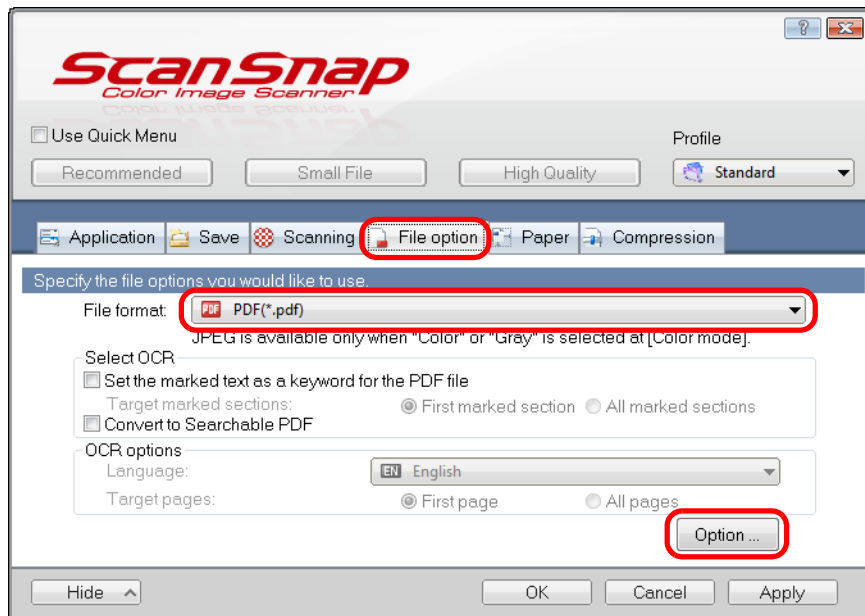 ScanSnap
Color Image Scanner
Use Quick Menu
Profile
Recommended Small File High Quality Standard
Application Save Scanning File option Paper Compression
Specify the file options you would like to use.
File format: PDF PDF(*.pdf)
JPEG is available only when "Color" or "Gray" is selected at [Color mode].
Select OCR
Set the marked text as a keyword for the PDF file
Target marked sections: First marked section All marked sections
Convert to Searchable PDF
OCR options
Language: EN English
Target pages: First page All pages
Option ...
Hide OK Cancel Apply